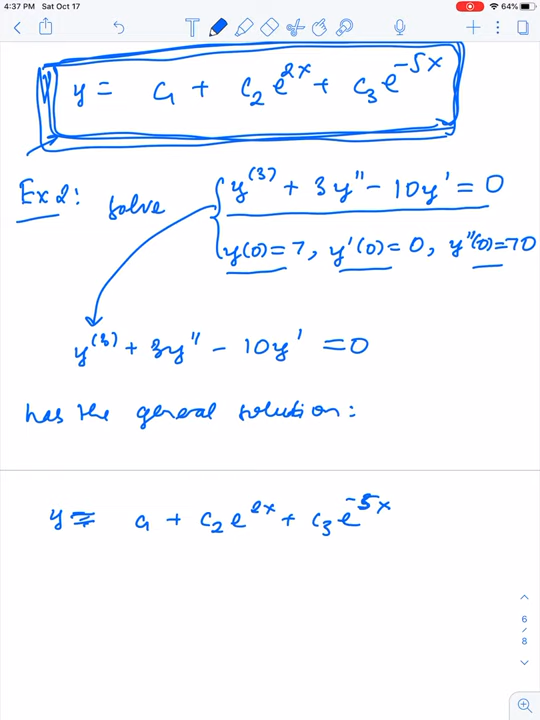 4:37 PM Sat Oct 17 64%
y = c₁ + c₂e^{2x} + c₃e^{-5x}
Ex 2: Solve { y^{(3)} + 3y'' - 10y' = 0
y(0) = 7, y'(0) = 0, y''(0) = 70
y^{(3)} + 3y'' - 10y' = 0
has the general solution:
y = c₁ + c₂e^{2x} + c₃e^{-5x}
6
/
8